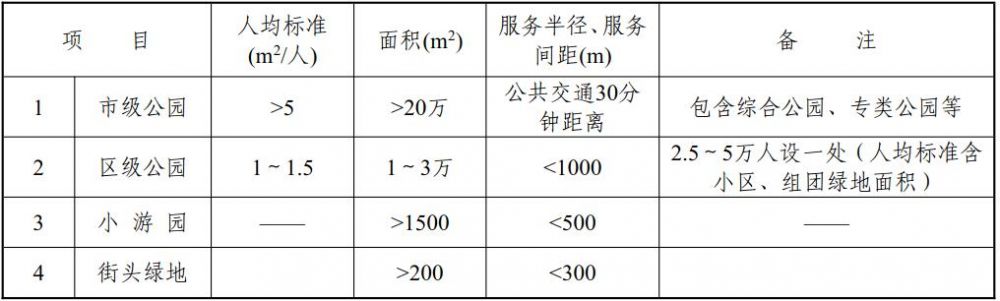 项 目 人均标准(m²/人) 面积(m²) 服务半径、服务间距(m) 备 注
1 市级公园 >5 >20万 公共交通30分钟距离 包含综合公园、专类公园等
2 区级公园 1~1.5 1~3万 <1000 2.5~5万人设一处（人均标准含小区、组团绿地面积）
3 小 游 园 —— >1500 <500 ——
4 街头绿地 >200 <300